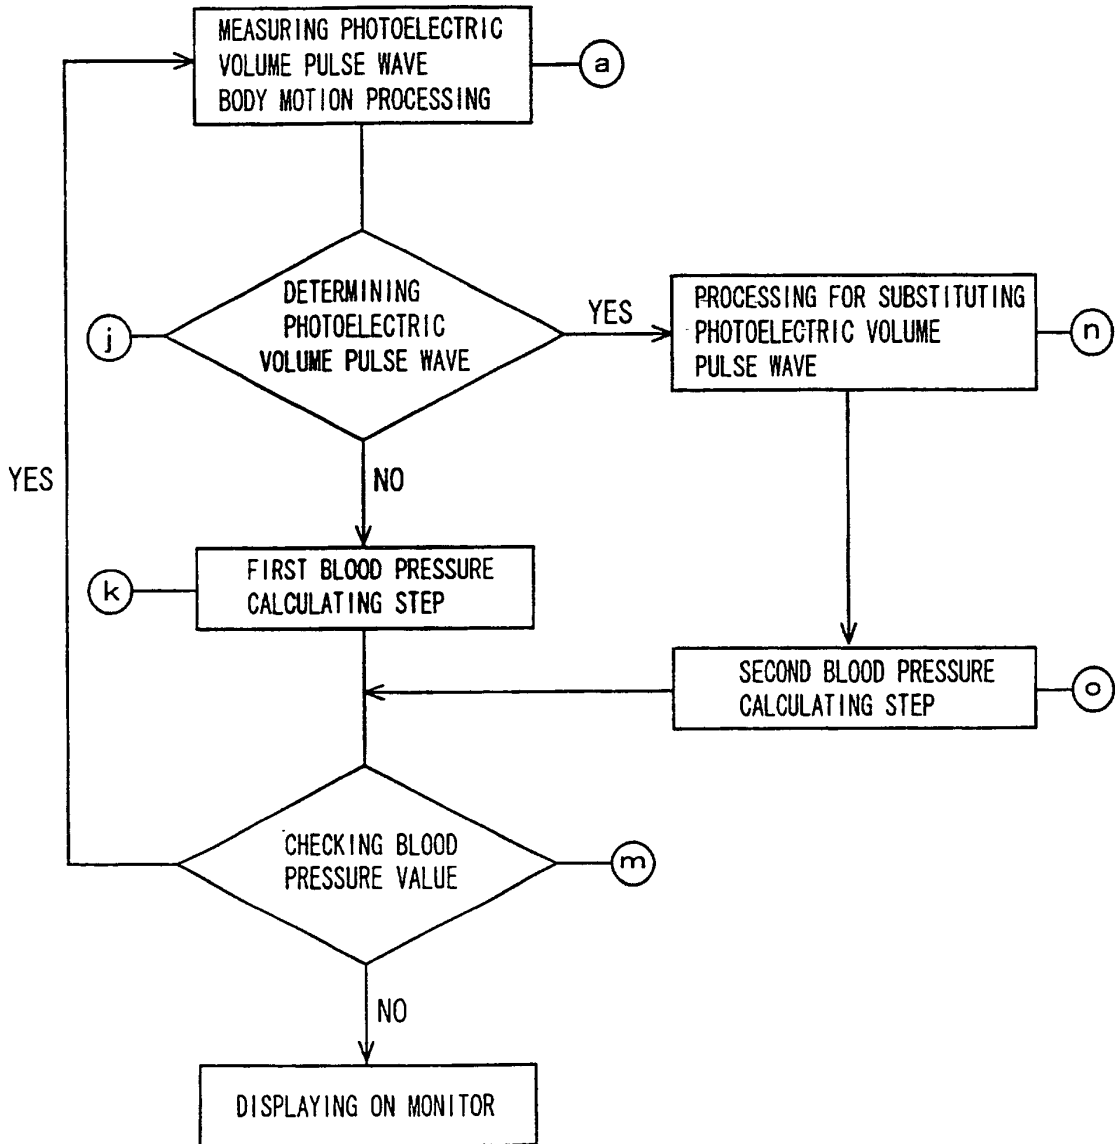 MEASURING PHOTOELECTRIC
VOLUME PULSE WAVE
BODY MOTION PROCESSING
a
DETERMINING
PHOTOELECTRIC
VOLUME PULSE WAVE
j
YES
PROCESSING FOR SUBSTITUTING
PHOTOELECTRIC VOLUME
PULSE WAVE
n
YES
NO
FIRST BLOOD PRESSURE
CALCULATING STEP
k
SECOND BLOOD PRESSURE
CALCULATING STEP
o
CHECKING BLOOD
PRESSURE VALUE
m
NO
DISPLAYING ON MONITOR